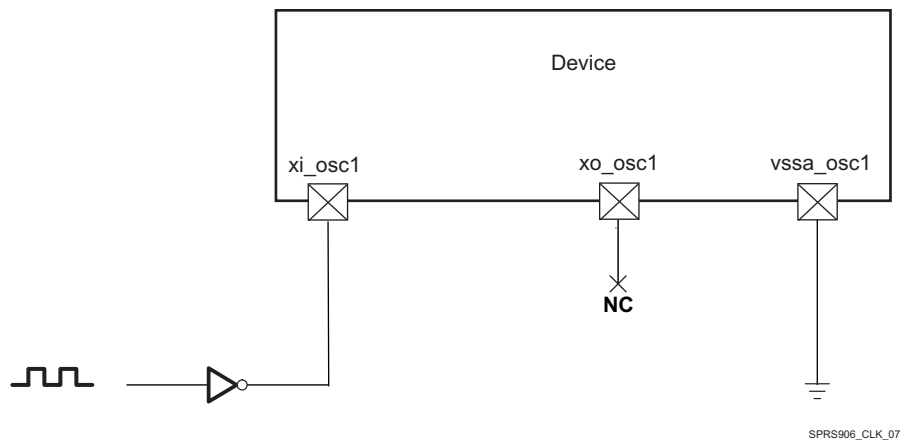 Device
xi_osc1
xo_osc1
vssa_osc1
NC
SPRS906_CLK_07